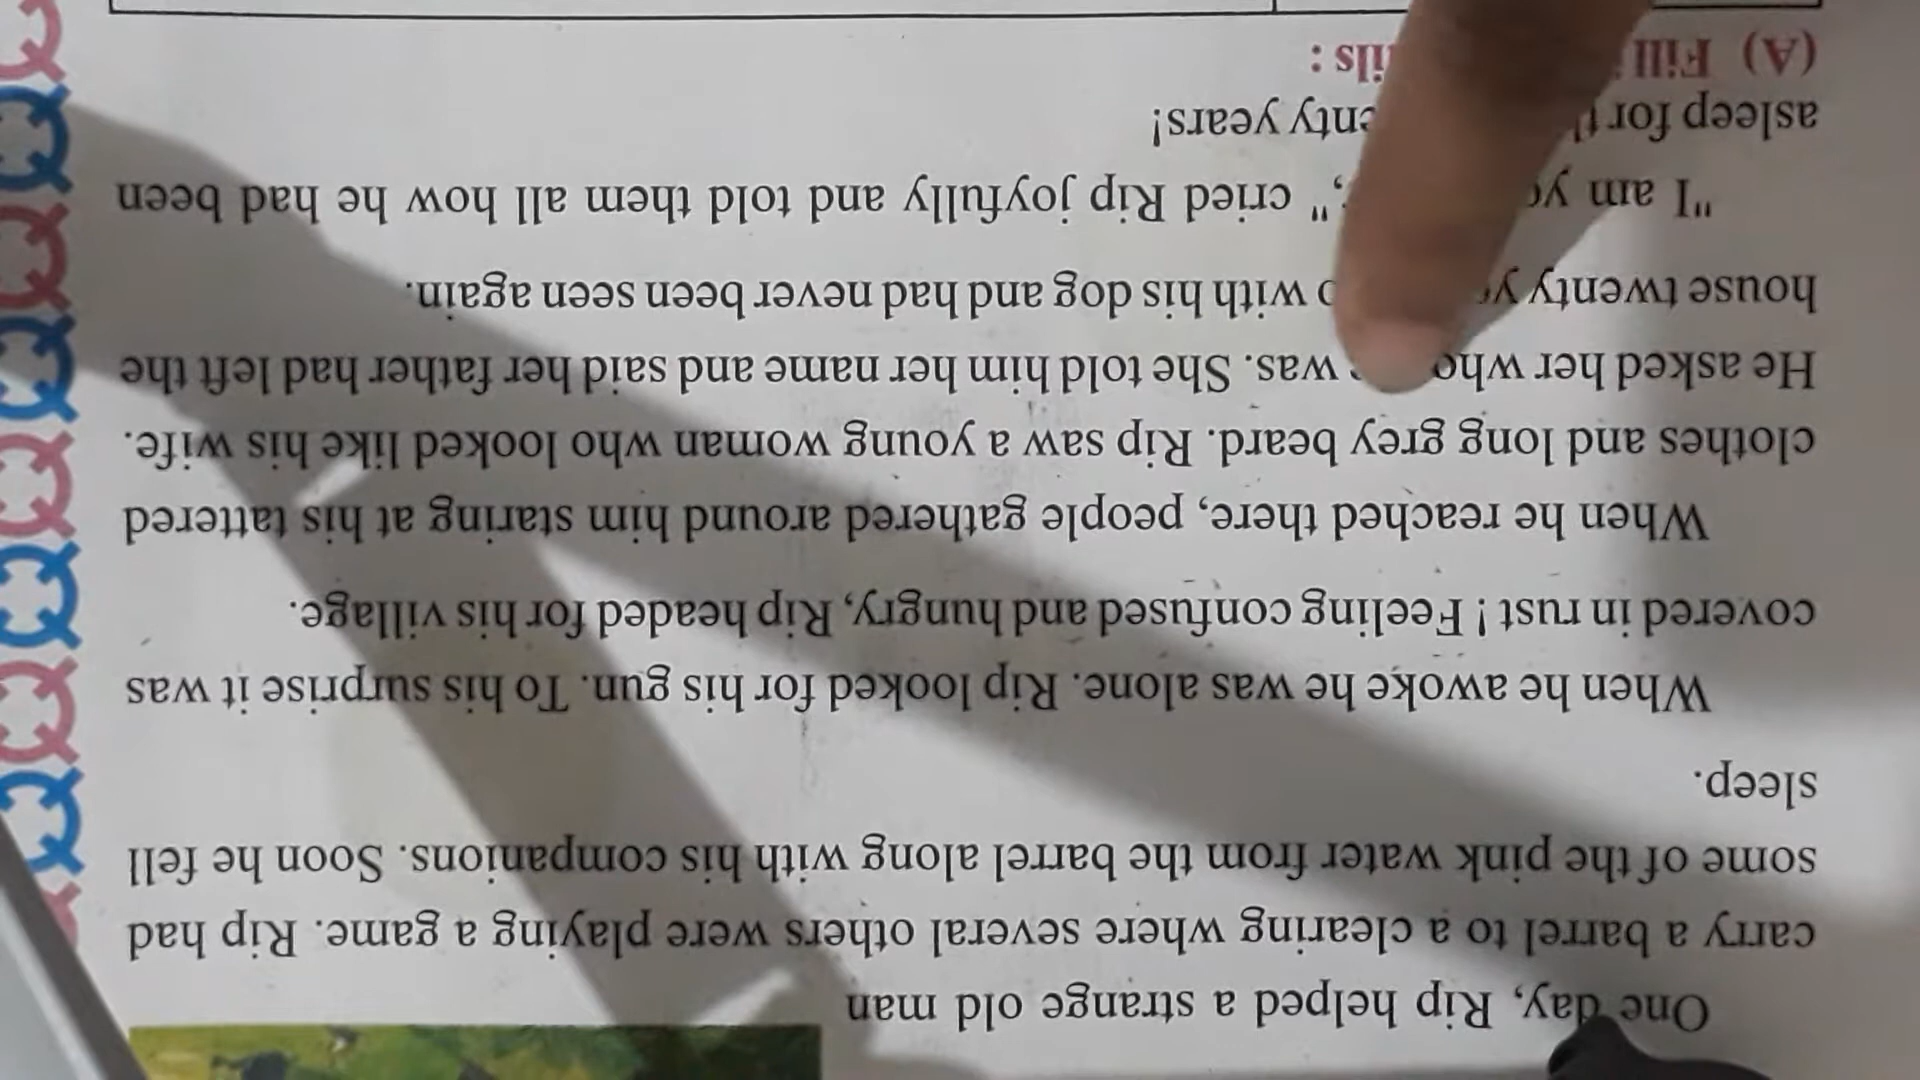 One day, Rip helped a strange old man
carry a barrel to a clearing where several others were playing a game. Rip had
some of the pink water from the barrel along with his companions. Soon he fell
sleep.
When he awoke he was alone. Rip looked for his gun. To his surprise it was
covered in rust! Feeling confused and hungry, Rip headed for his village.
When he reached there, people gathered around him staring at his tattered
clothes and long grey beard. Rip saw a young woman who looked like his wife.
He asked her who was. She told him her name and said her father had left the
house twenty with his dog and had never been seen again.
"I am " cried Rip joyfully and told them all how he had been
asleep for years!
(A) Fill :